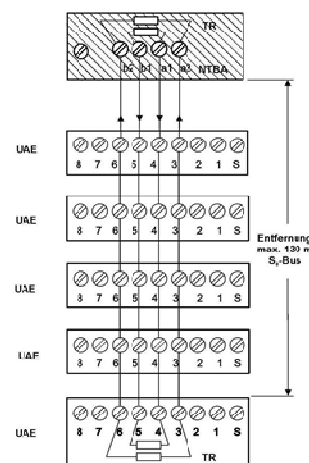 TR
b2 b1 a1 a2 NTBA
UAE
8 7 6 5 4 3 2 1 S
UAE
8 7 6 5 4 3 2 1 S
Entfernung
max. 130 m
S₀-Bus
UAE
8 7 6 5 4 3 2 1 S
UAE
8 7 6 5 4 3 2 1 S
UAE
8 7 6 5 4 3 2 1 S
TR